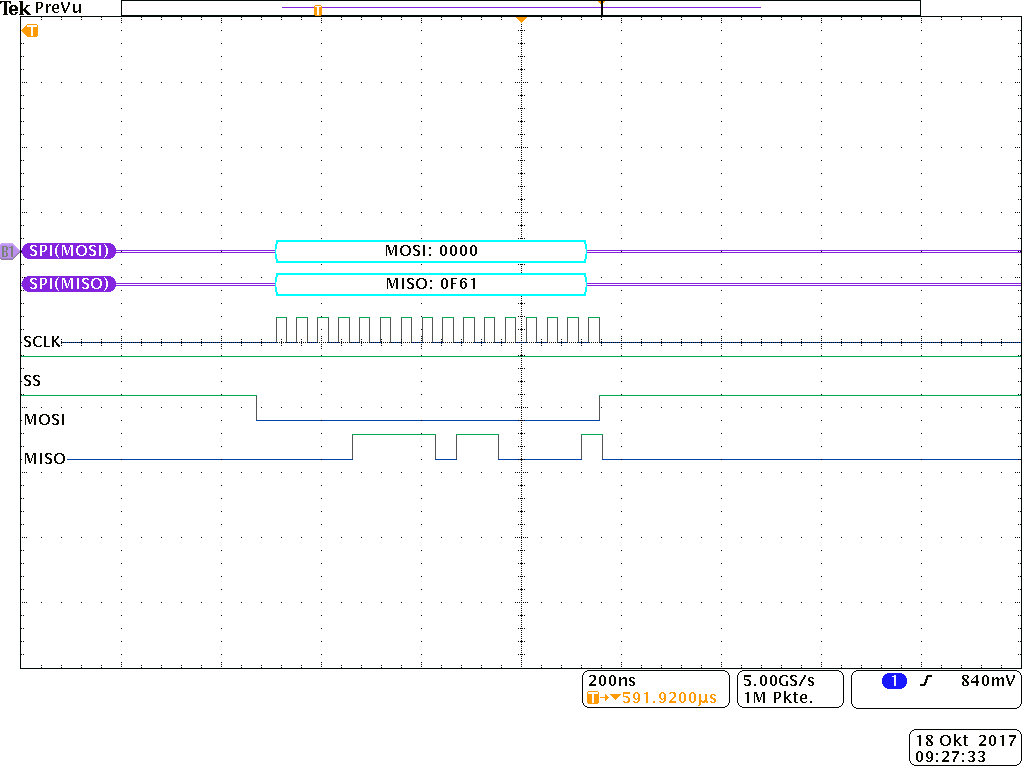 Tek PreVu
T
T
B1 SPI(MOSI) MOSI: 0000
SPI(MISO) MISO: 0F61
SCLK
SS
MOSI
MISO
200ns
T→▼591.9200µs
5.00GS/s
1M Pkte.
1 840mV
18 Okt 2017
09:27:33